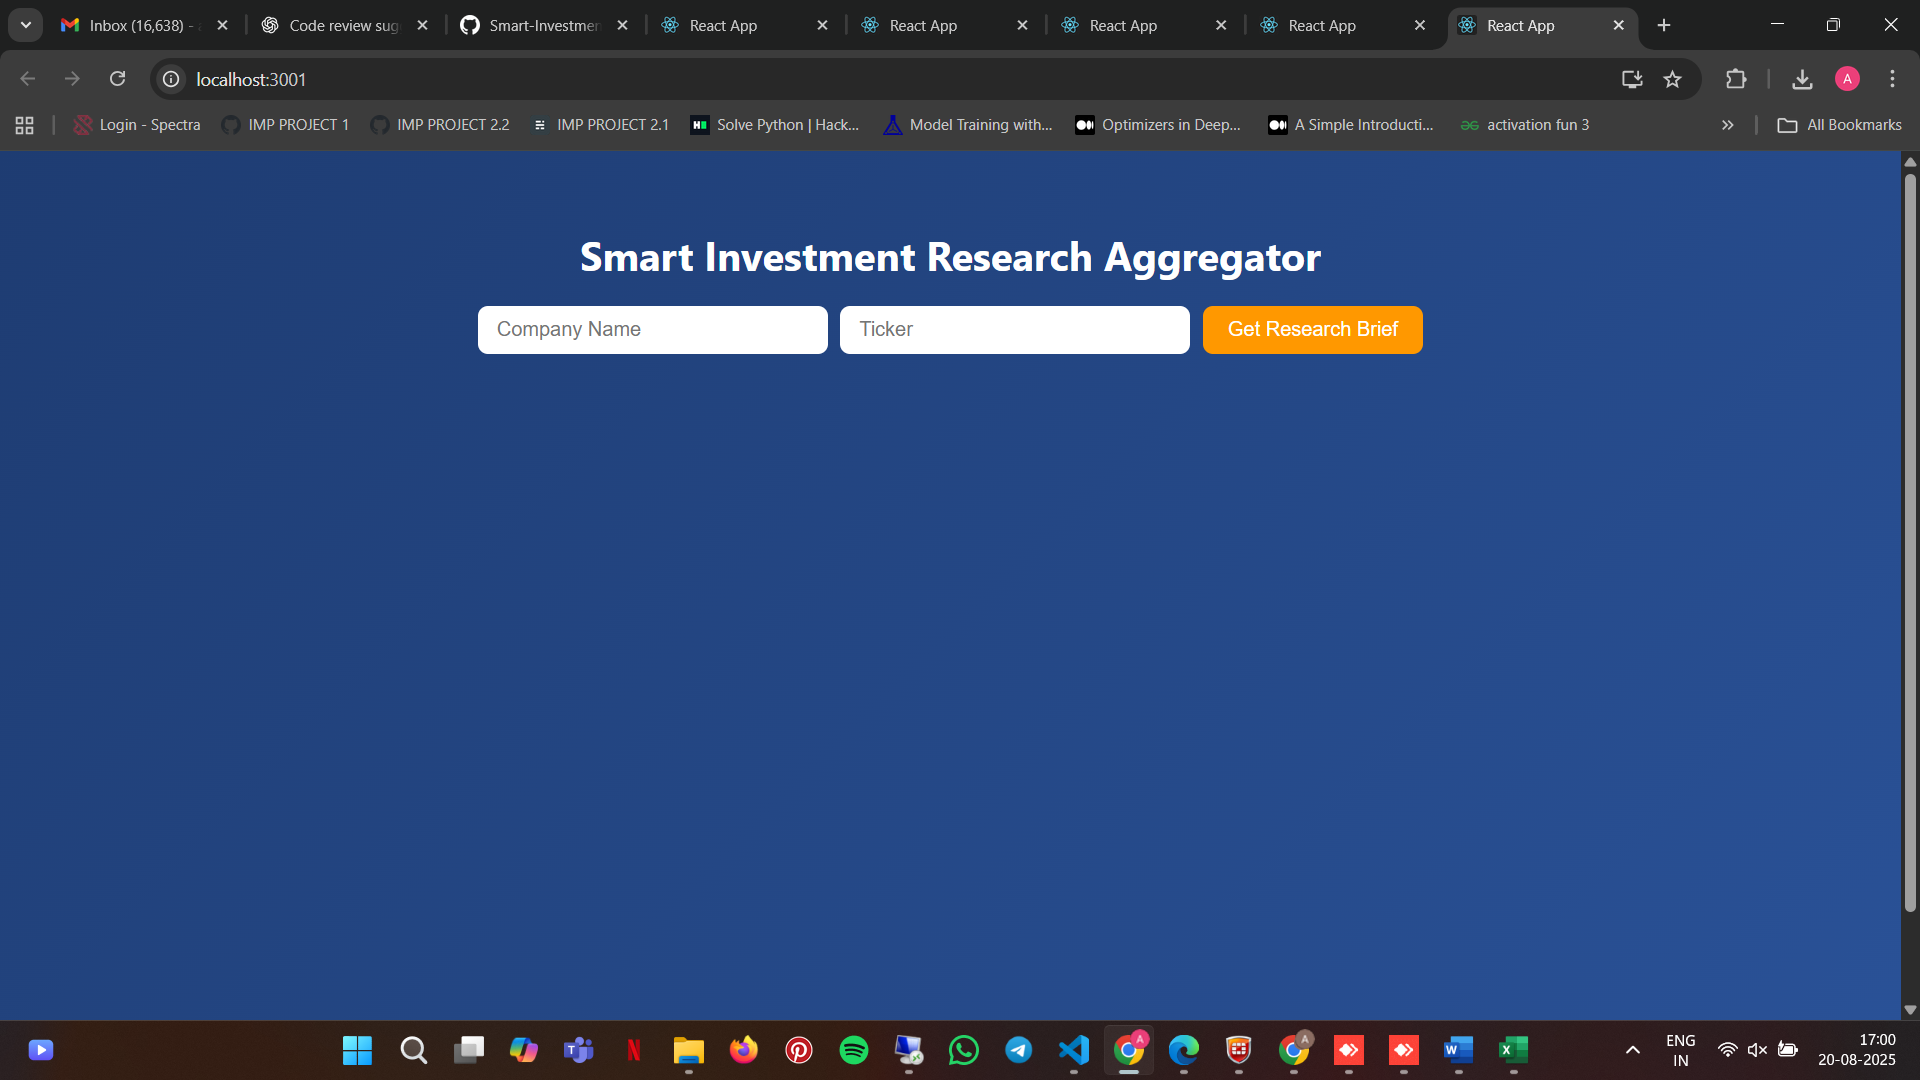 Inbox (16,638) -
Code review sug
Smart-Investmen
React App
React App
React App
React App
React App
localhost:3001
Login - Spectra
IMP PROJECT 1
IMP PROJECT 2.2
IMP PROJECT 2.1
Solve Python | Hack...
Model Training with...
Optimizers in Deep...
A Simple Introducti...
activation fun 3
All Bookmarks
Smart Investment Research Aggregator
Company Name
Ticker
Get Research Brief
ENG
IN
17:00
20-08-2025